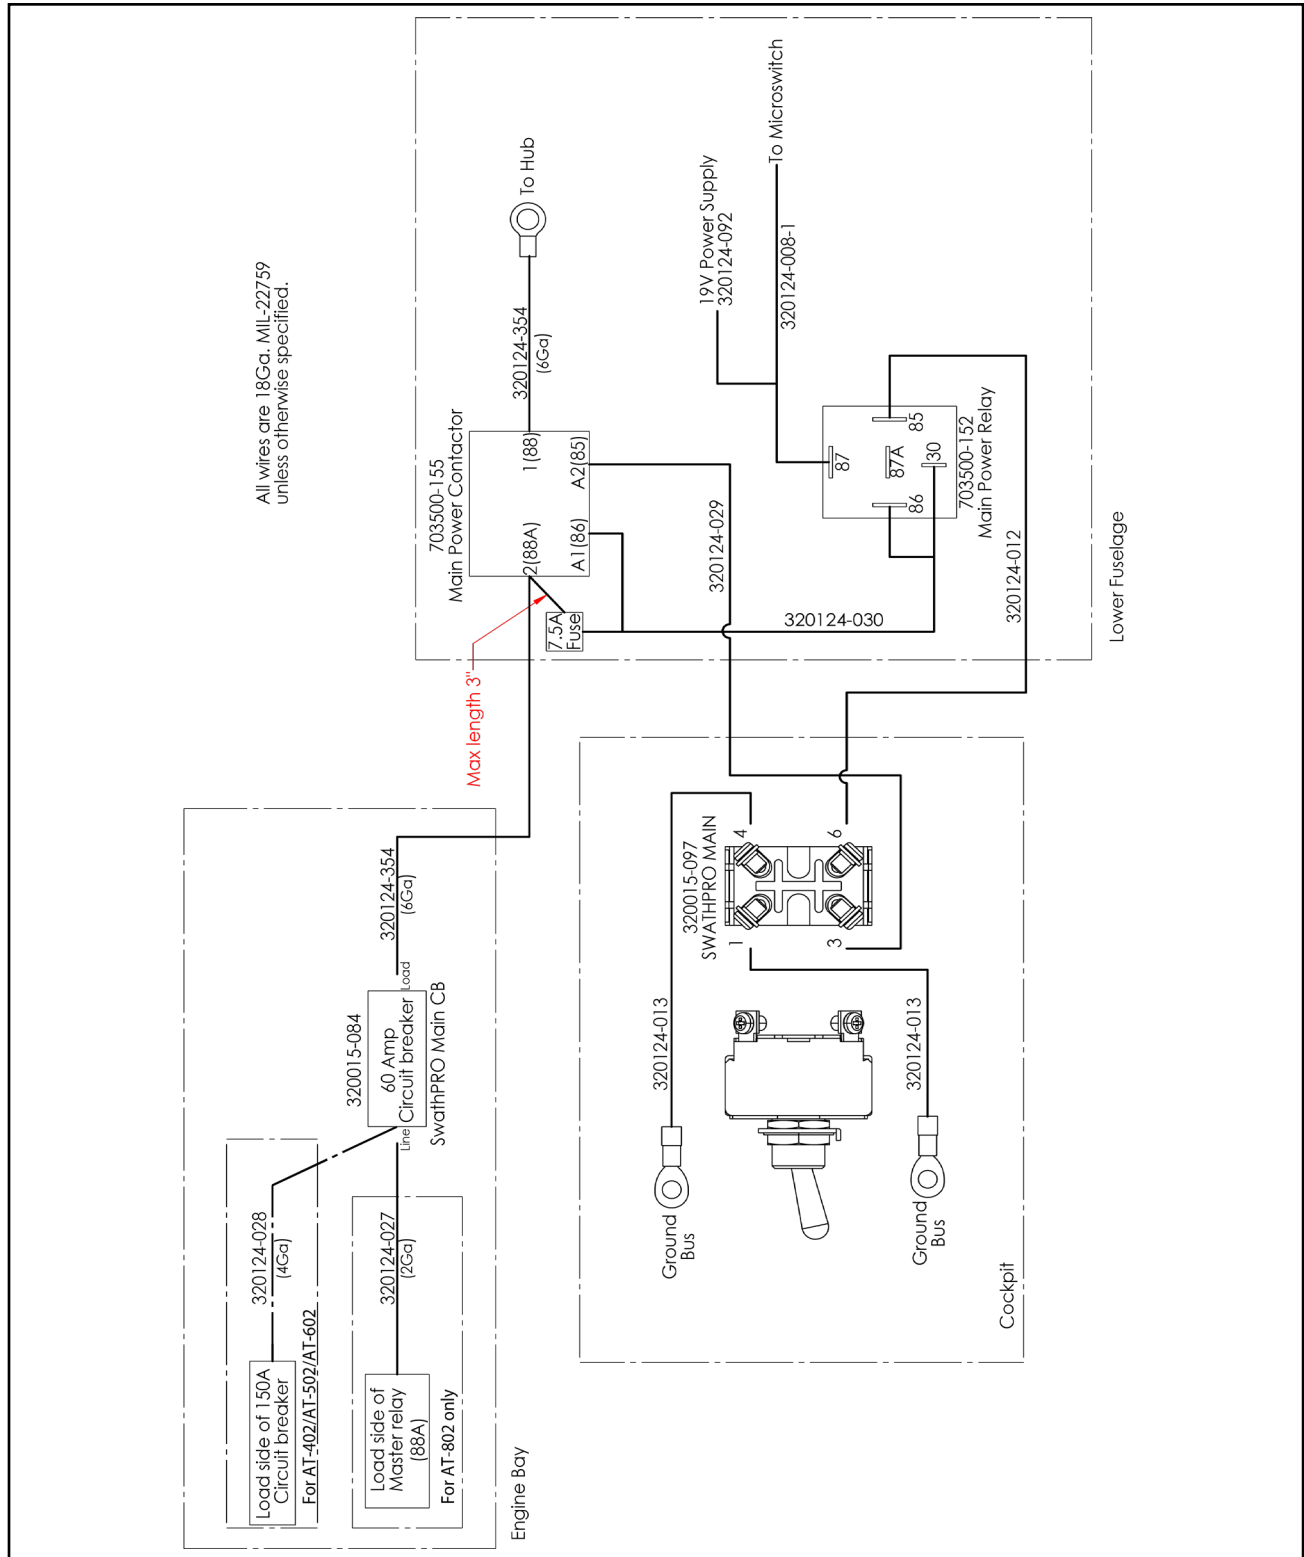 All wires are 18Ga. MIL-22759
unless otherwise specified.
Load side of 150A
Circuit breaker
For AT-402/AT-502/AT-602
320124-028
(4Ga)
Load side of
Master relay
(88A)
For AT-802 only
320124-027
(2Ga)
Engine Bay
320015-084
60 Amp
Circuit breaker
Line
Load
SwathPRO Main CB
320124-354
(6Ga)
Max length 3"
7.5A
Fuse
703500-155
Main Power Contactor
2(88A)
1(88)
A1(86)
A2(85)
320124-354
(6Ga)
To Hub
320124-029
320124-030
19V Power Supply
320124-092
To Microswitch
320124-008-1
87
87A
86
85
30
703500-152
Main Power Relay
320124-012
Lower Fuselage
320015-097
SWATHPRO MAIN
1
4
3
6
320124-013
Ground
Bus
320124-013
Ground
Bus
Cockpit